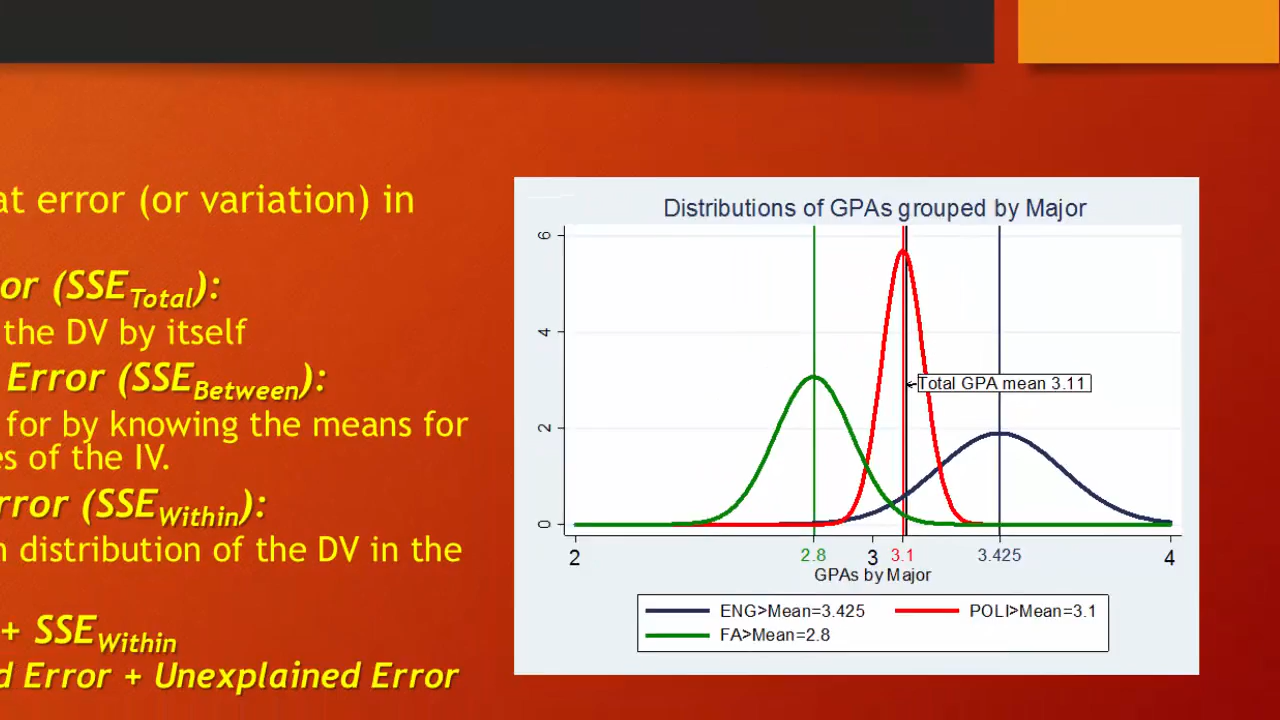 at error (or variation) in
or (SSETotal):
the DV by itself
Error (SSEBetween):
for by knowing the means for
es of the IV.
rror (SSEWithin):
n distribution of the DV in the
+ SSEWithin
d Error + Unexplained Error
Distributions of GPAs grouped by Major
6
4
2
0
Total GPA mean 3.11
2 2.8 3 3.1 3.425 4
GPAs by Major
ENG>Mean=3.425 POLI>Mean=3.1
FA>Mean=2.8